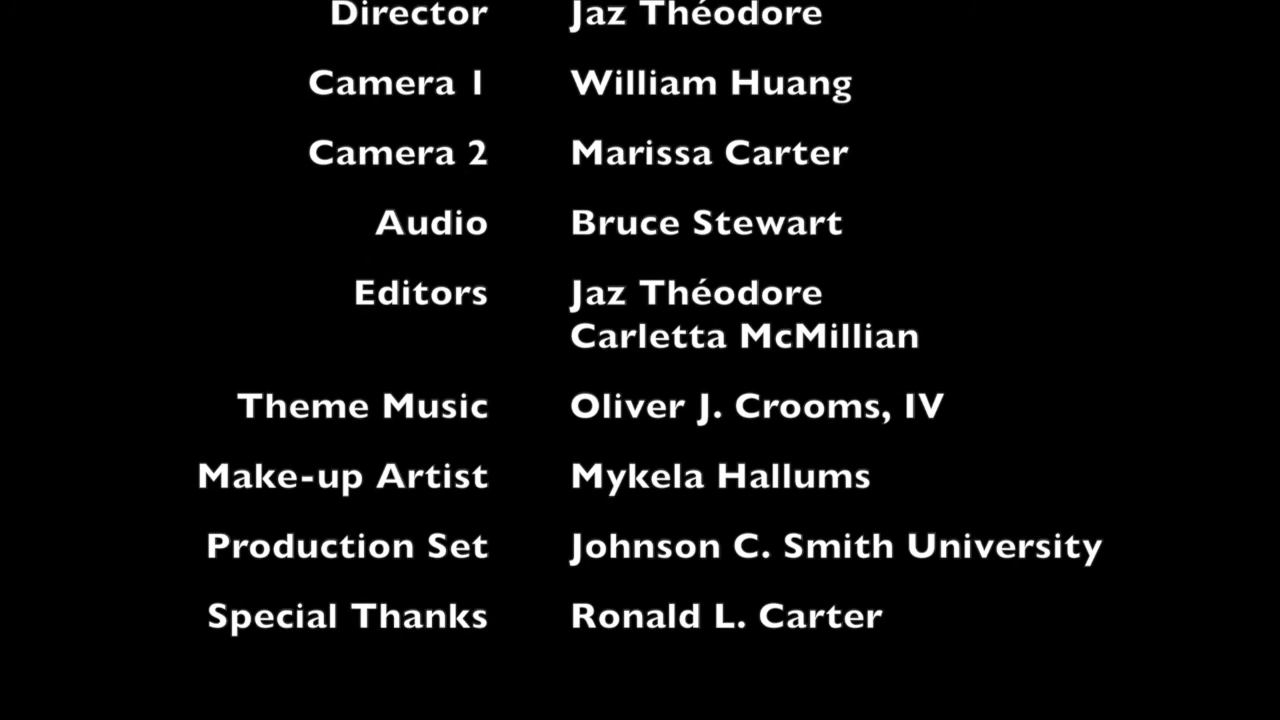 Director Jaz Théodore
Camera 1 William Huang
Camera 2 Marissa Carter
Audio Bruce Stewart
Editors Jaz Théodore
Carletta McMillian
Theme Music Oliver J. Crooms, IV
Make-up Artist Mykela Hallums
Production Set Johnson C. Smith University
Special Thanks Ronald L. Carter